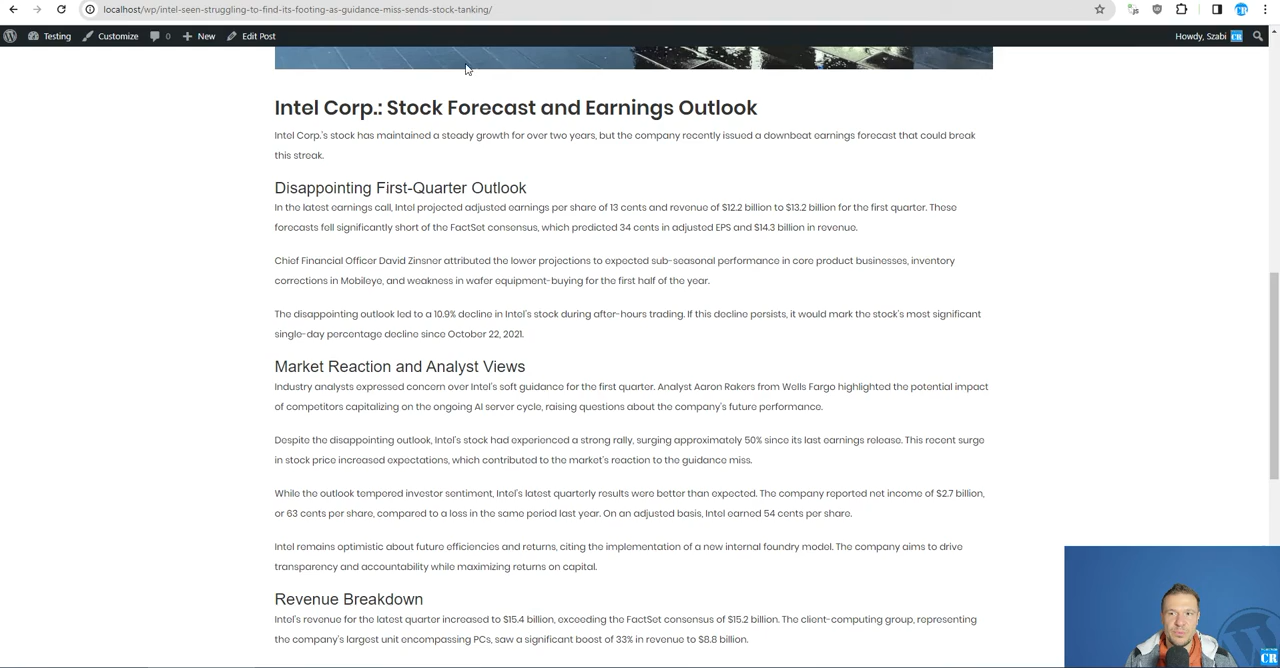 localhost/wp/intel-seen-struggling-to-find-its-footing-as-guidance-miss-sends-stock-tanking/
Testing Customize 0 New Edit Post Howdy, Szabi CR
Intel Corp.: Stock Forecast and Earnings Outlook
Intel Corp.'s stock has maintained a steady growth for over two years, but the company recently issued a downbeat earnings forecast that could break
this streak.
Disappointing First-Quarter Outlook
In the latest earnings call, Intel projected adjusted earnings per share of 13 cents and revenue of $12.2 billion to $13.2 billion for the first quarter. These
forecasts fell significantly short of the FactSet consensus, which predicted 34 cents in adjusted EPS and $14.3 billion in revenue.
Chief Financial Officer David Zinsner attributed the lower projections to expected sub-seasonal performance in core product businesses, inventory
corrections in Mobileye, and weakness in wafer equipment-buying for the first half of the year.
The disappointing outlook led to a 10.9% decline in Intel's stock during after-hours trading. If this decline persists, it would mark the stock's most significant
single-day percentage decline since October 22, 2021.
Market Reaction and Analyst Views
Industry analysts expressed concern over Intel's soft guidance for the first quarter. Analyst Aaron Rakers from Wells Fargo highlighted the potential impact
of competitors capitalizing on the ongoing AI server cycle, raising questions about the company's future performance.
Despite the disappointing outlook, Intel's stock had experienced a strong rally, surging approximately 50% since its last earnings release. This recent surge
in stock price increased expectations, which contributed to the market's reaction to the guidance miss.
While the outlook tempered investor sentiment, Intel's latest quarterly results were better than expected. The company reported net income of $2.7 billion,
or 63 cents per share, compared to a loss in the same period last year. On an adjusted basis, Intel earned 54 cents per share.
Intel remains optimistic about future efficiencies and returns, citing the implementation of a new internal foundry model. The company aims to drive
transparency and accountability while maximizing returns on capital.
Revenue Breakdown
Intel's revenue for the latest quarter increased to $15.4 billion, exceeding the FactSet consensus of $15.2 billion. The client-computing group, representing
the company's largest unit encompassing PCs, saw a significant boost of 33% in revenue to $8.8 billion.
CR